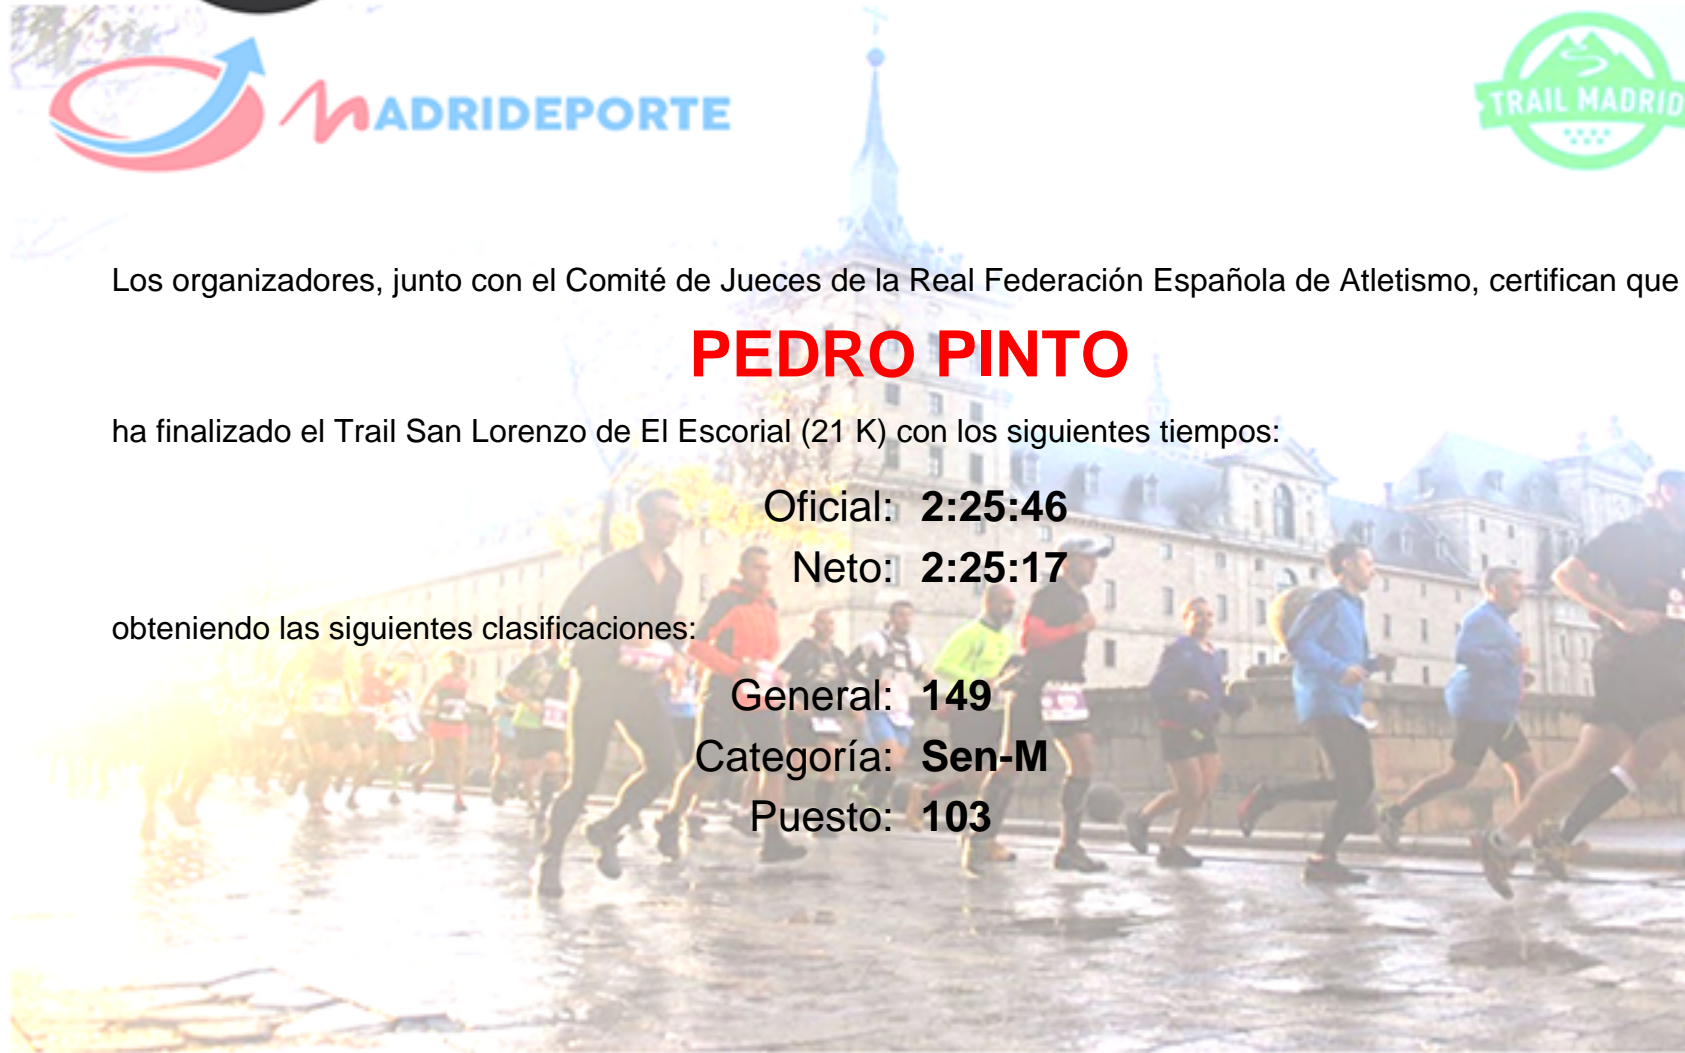 MADRIDEPORTE
TRAIL MADRID
Los organizadores, junto con el Comité de Jueces de la Real Federación Española de Atletismo, certifican que
PEDRO PINTO
ha finalizado el Trail San Lorenzo de El Escorial (21 K) con los siguientes tiempos:
Oficial: 2:25:46
Neto: 2:25:17
obteniendo las siguientes clasificaciones:
General: 149
Categoría: Sen-M
Puesto: 103